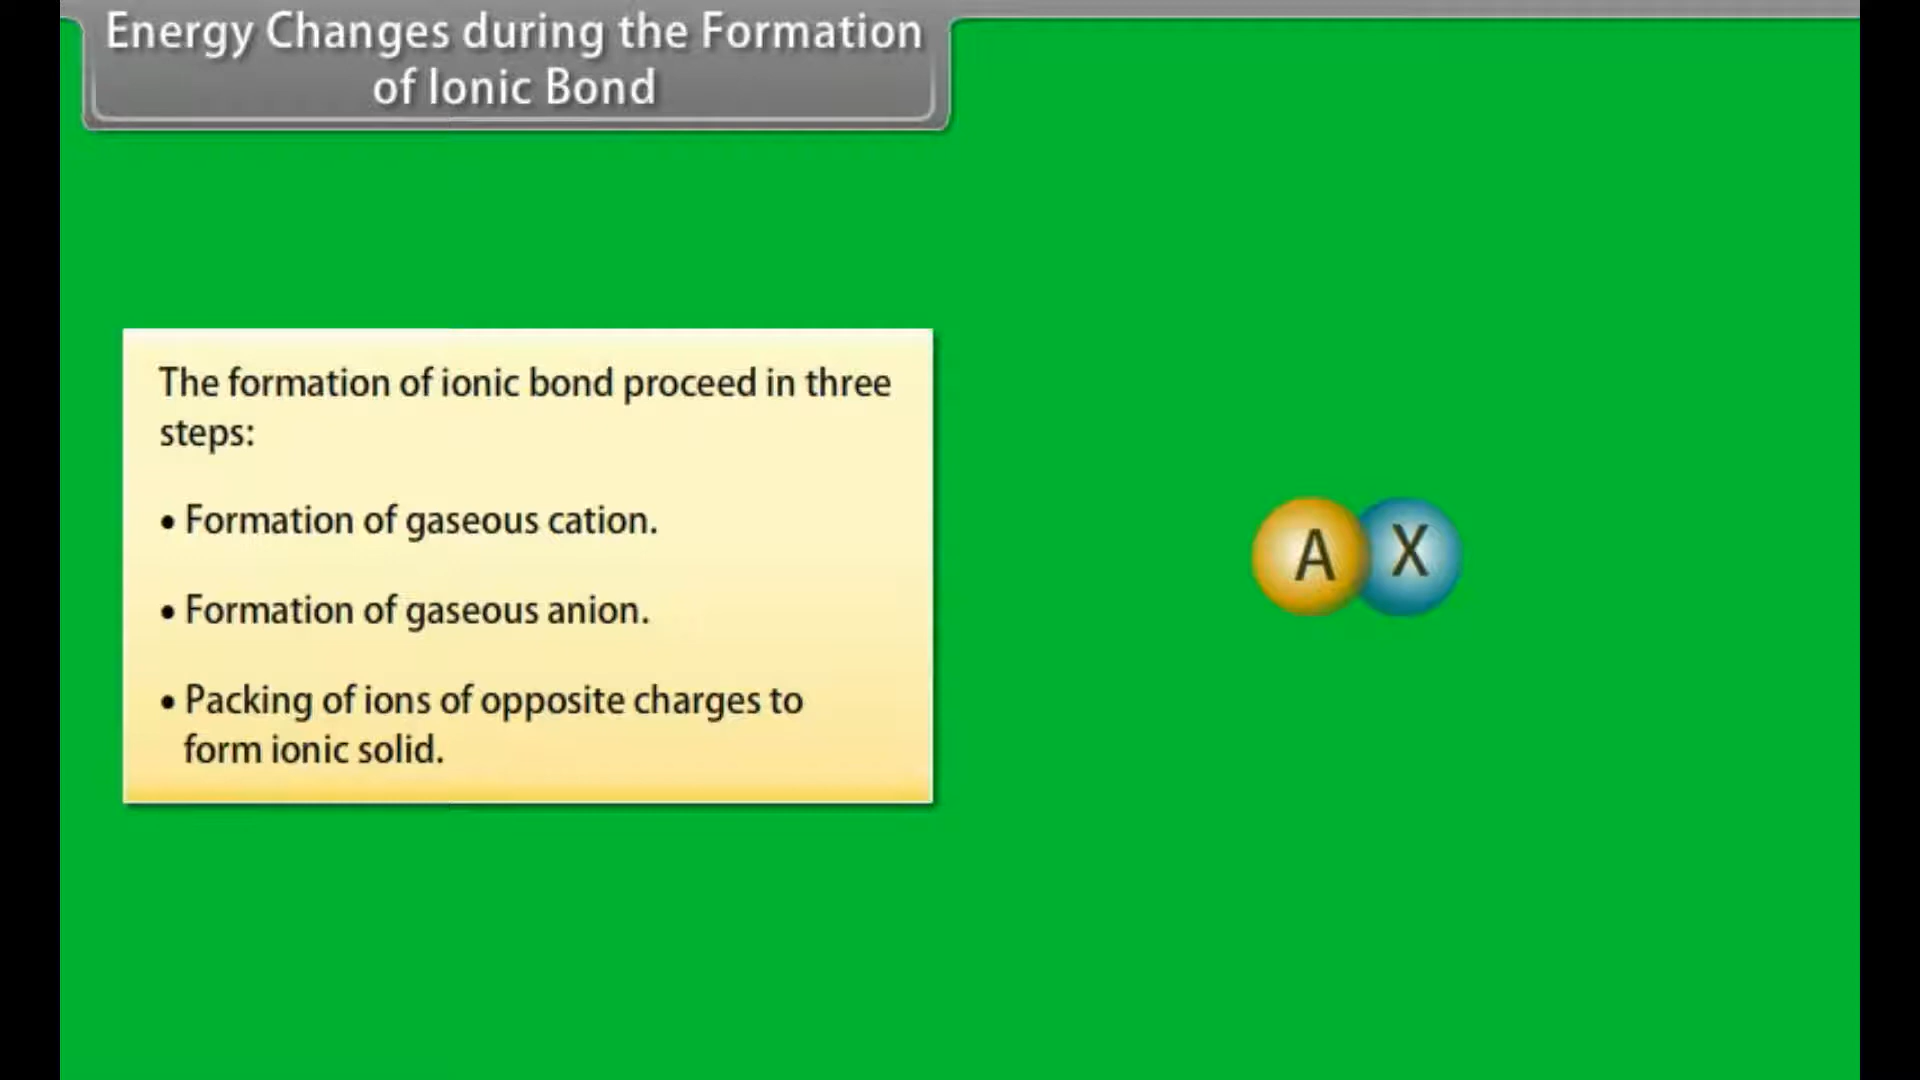 Energy Changes during the Formation
of Ionic Bond
The formation of ionic bond proceed in three
steps:
• Formation of gaseous cation.
• Formation of gaseous anion.
• Packing of ions of opposite charges to
form ionic solid.
A X